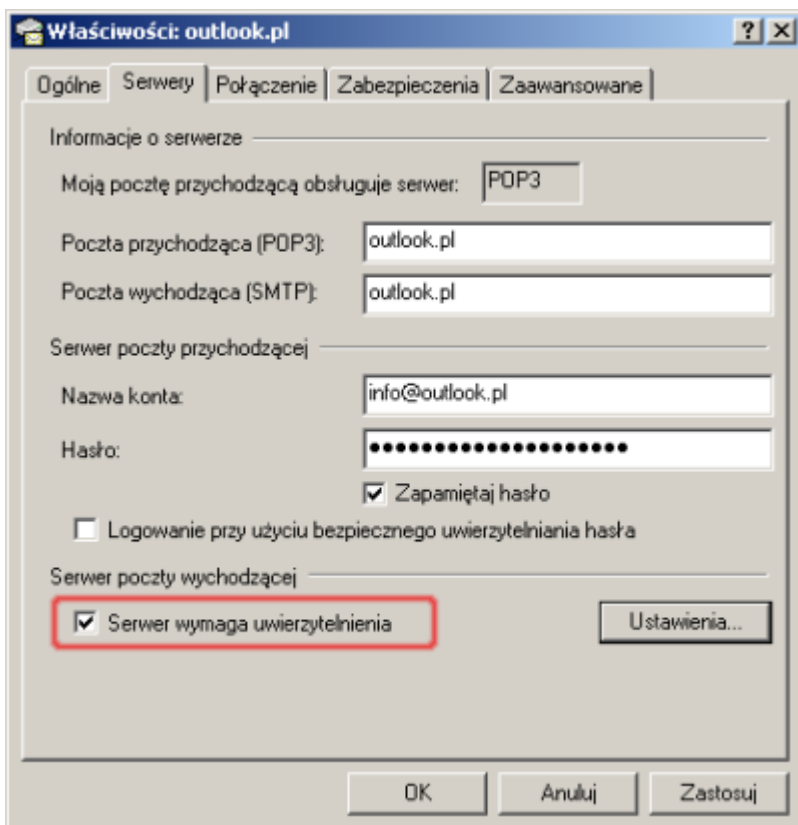 Właściwości: outlook.pl
Ogólne Serwery Połączenie Zabezpieczenia Zaawansowane
Informacje o serwerze
Moją pocztę przychodzącą obsługuje serwer: POP3
Poczta przychodząca (POP3): outlook.pl
Poczta wychodząca (SMTP): outlook.pl
Serwer poczty przychodzącej
Nazwa konta: info@outlook.pl
Hasło: ●●●●●●●●●●●●●●●●●●●●
Zapamiętaj hasło
Logowanie przy użyciu bezpiecznego uwierzytelniania hasła
Serwer poczty wychodzącej
Serwer wymaga uwierzytelnienia Ustawienia...
OK Anuluj Zastosuj